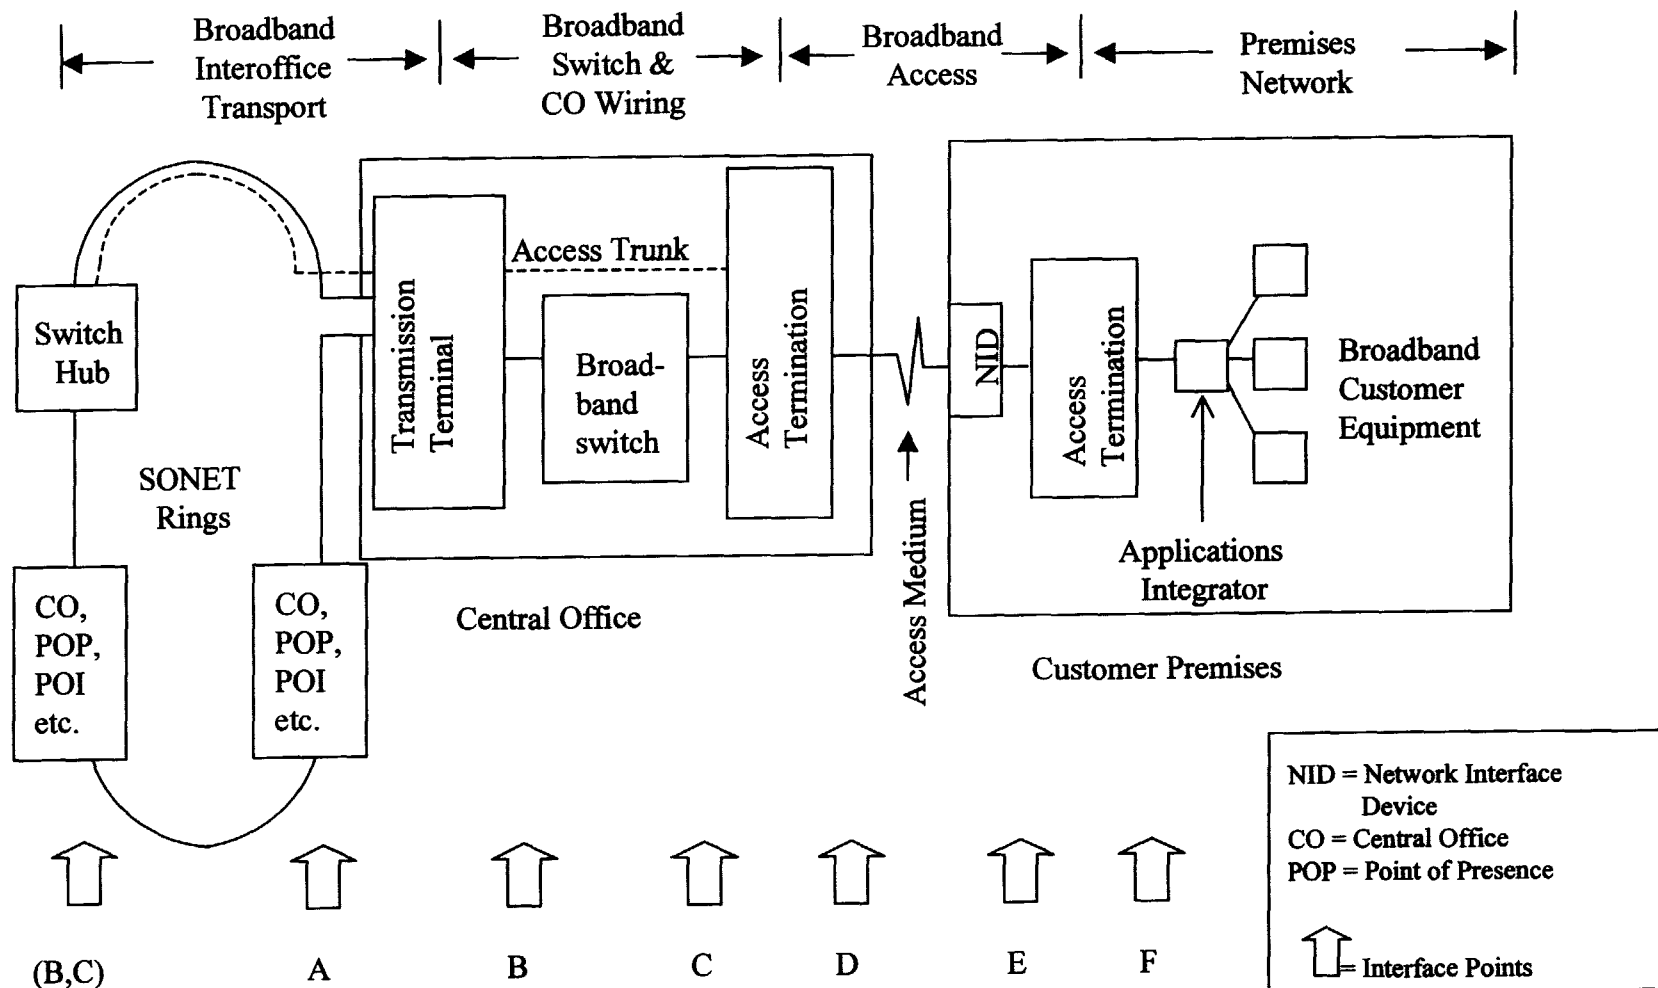 Broadband
Interoffice
Transport
Broadband
Switch &
CO Wiring
Broadband
Access
Premises
Network
Switch
Hub
SONET
Rings
CO,
POP,
POI
etc.
CO,
POP,
POI
etc.
Transmission
Terminal
Access Trunk
Broad-
band
switch
Access
Termination
Central Office
Access Medium
NID
Access
Termination
Applications
Integrator
Broadband
Customer
Equipment
Customer Premises
NID = Network Interface
Device
CO = Central Office
POP = Point of Presence
= Interface Points
(B,C)
A
B
C
D
E
F